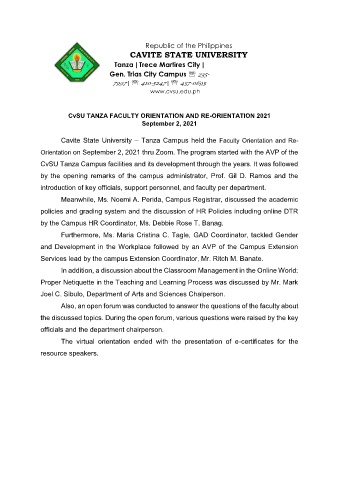 Republic of the Philippines
CAVITE STATE UNIVERSITY
Tanza | Trece Martires City |
Gen. Trias City Campus ☏ 235-
7997| ☏ 410-5247| ☏ 437-0693
www.cvsu.edu.ph
CvSU TANZA FACULTY ORIENTATION AND RE-ORIENTATION 2021
September 2, 2021
Cavite State University – Tanza Campus held the Faculty Orientation and Re-
Orientation on September 2, 2021 thru Zoom. The program started with the AVP of the
CvSU Tanza Campus facilities and its development through the years. It was followed
by the opening remarks of the campus administrator, Prof. Gil D. Ramos and the
introduction of key officials, support personnel, and faculty per department.
Meanwhile, Ms. Noemi A. Perida, Campus Registrar, discussed the academic
policies and grading system and the discussion of HR Policies including online DTR
by the Campus HR Coordinator, Ms. Debbie Rose T. Banag.
Furthermore, Ms. Maria Cristina C. Tagle, GAD Coordinator, tackled Gender
and Development in the Workplace followed by an AVP of the Campus Extension
Services lead by the campus Extension Coordinator, Mr. Ritch M. Banate.
In addition, a discussion about the Classroom Management in the Online World:
Proper Netiquette in the Teaching and Learning Process was discussed by Mr. Mark
Joel C. Sibulo, Department of Arts and Sciences Chaiperson.
Also, an open forum was conducted to answer the questions of the faculty about
the discussed topics. During the open forum, various questions were raised by the key
officials and the department chairperson.
The virtual orientation ended with the presentation of e-certificates for the
resource speakers.